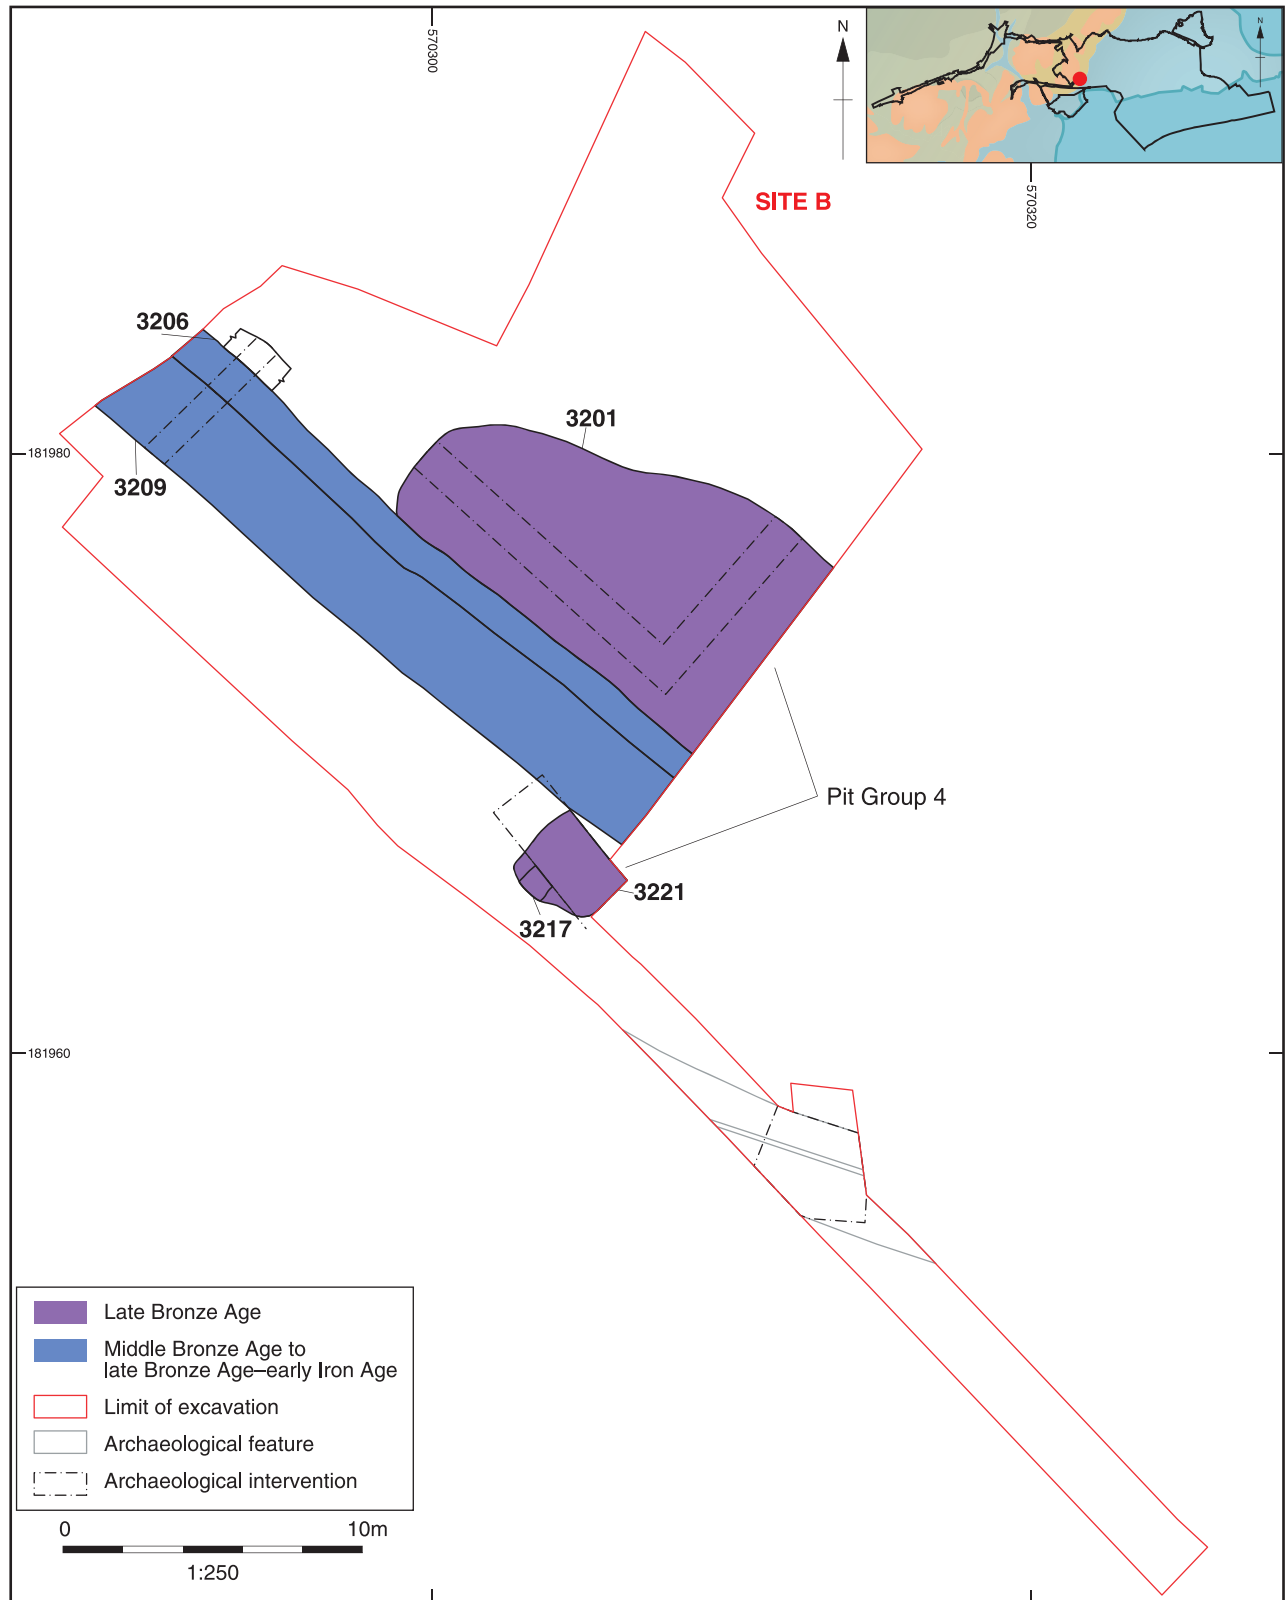 570300
N
N
570320
SITE B
3206
3201
181980
3209
Pit Group 4
3221
3217
181960
Late Bronze Age
Middle Bronze Age to
late Bronze Age–early Iron Age
Limit of excavation
Archaeological feature
Archaeological intervention
0 10m
1:250